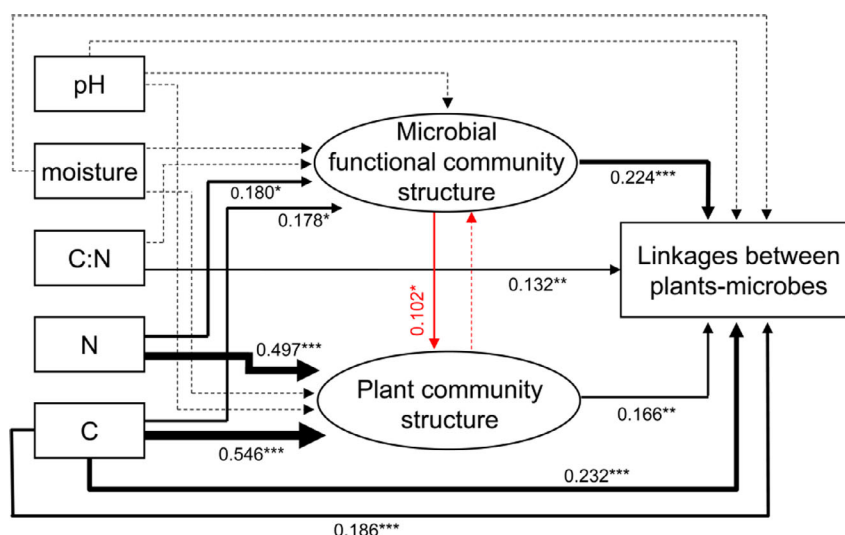 pH
moisture
C:N
N
C
Microbial
functional community
structure
Plant community
structure
Linkages between
plants-microbes
0.180*
0.178*
0.224***
0.132**
0.102*
0.497***
0.546***
0.166**
0.232***
0.186***